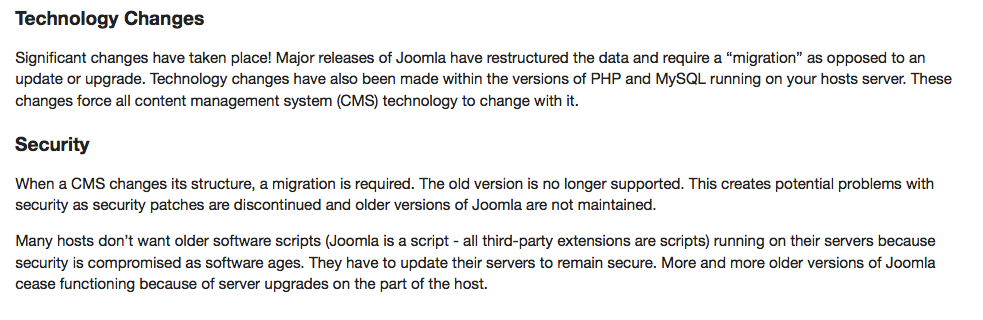 Technology Changes
Significant changes have taken place! Major releases of Joomla have restructured the data and require a “migration” as opposed to an
update or upgrade. Technology changes have also been made within the versions of PHP and MySQL running on your hosts server. These
changes force all content management system (CMS) technology to change with it.
Security
When a CMS changes its structure, a migration is required. The old version is no longer supported. This creates potential problems with
security as security patches are discontinued and older versions of Joomla are not maintained.
Many hosts don’t want older software scripts (Joomla is a script - all third-party extensions are scripts) running on their servers because
security is compromised as software ages. They have to update their servers to remain secure. More and more older versions of Joomla
cease functioning because of server upgrades on the part of the host.